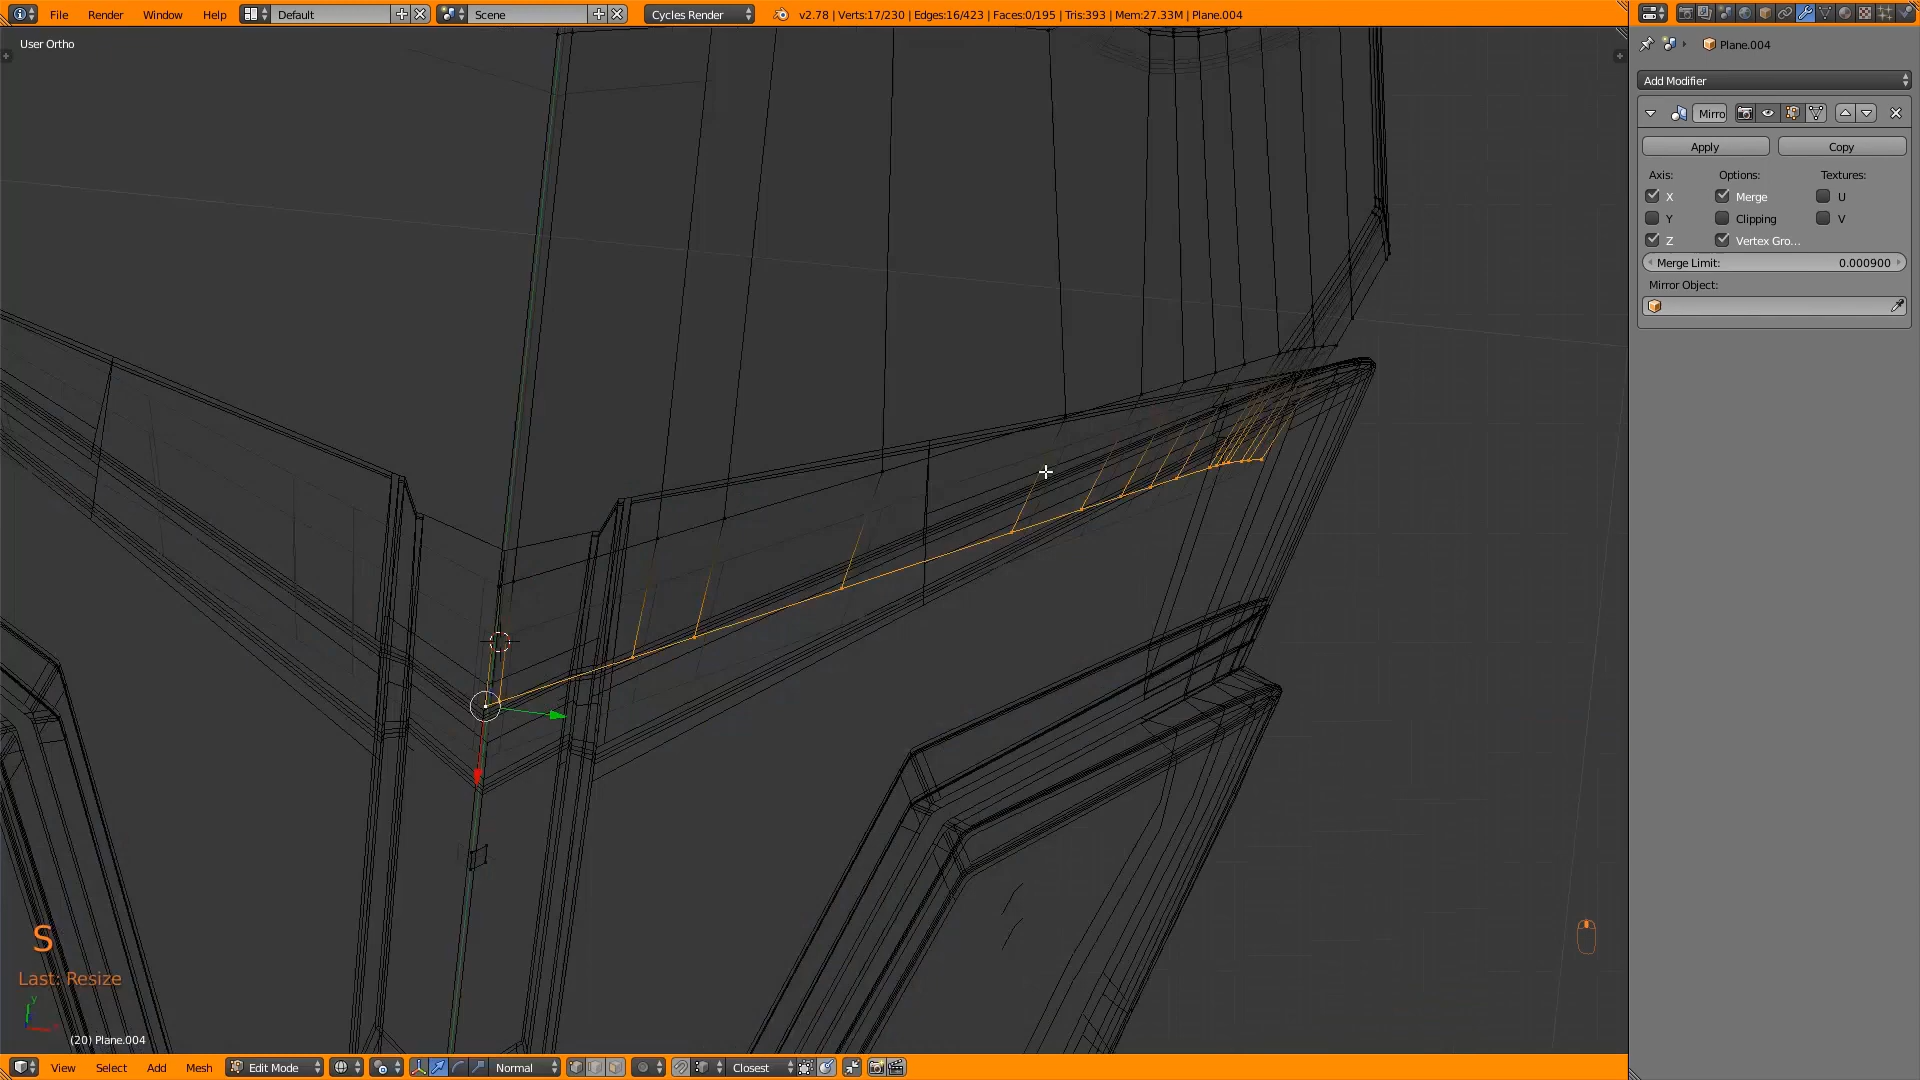 File Render Window Help Default Scene Cycles Render v2.78 | Verts:17/230 | Edges:16/423 | Faces:0/195 | Tris:393 | Mem:27.33M | Plane.004
User Ortho
Plane.004
Add Modifier
Mirro
Apply Copy
Axis: Options: Textures:
X Merge U
Y Clipping V
Z Vertex Gro...
Merge Limit: 0.000900
Mirror Object:
S
Last: Resize
y
(20) Plane.004
View Select Add Mesh Edit Mode Normal Closest